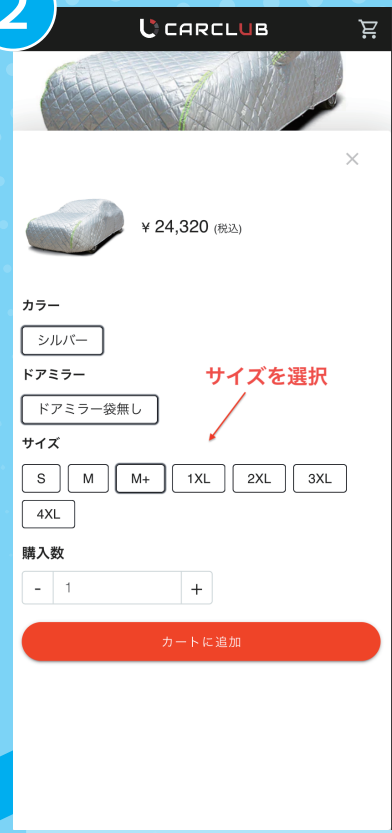 2
CARCLUB
¥ 24,320 (税込)
カラー
シルバー
ドアミラー
サイズを選択
ドアミラー袋無し
サイズ
S M M+ 1XL 2XL 3XL
4XL
購入数
- 1 +
カートに追加